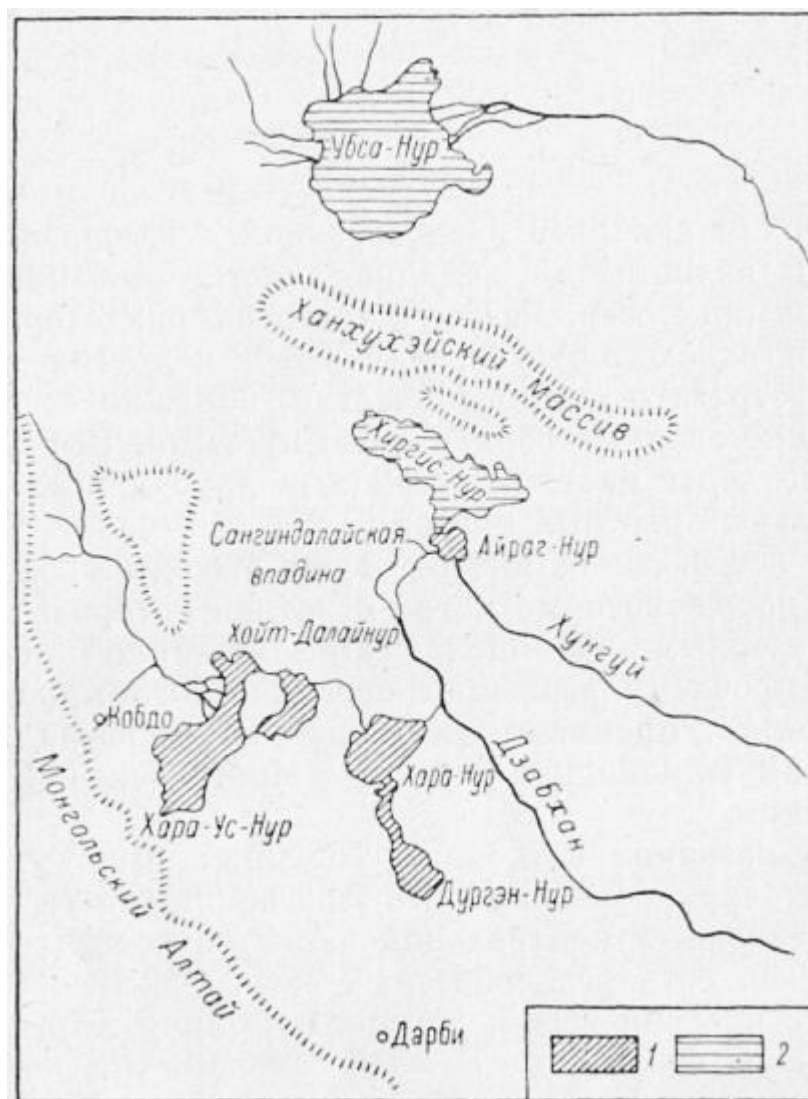 Убса-Нур
Ханхухэйский
Массив
Хиргис-Нур
Сангиндалайская
впадина
Айраг-Нур
Хойт-Далайнур
Хунгуй
Кобдо
Хара-Нур
Дзабхан
Хара-Ус-Нур
Дургэн-Нур
Монгольский
Алтай
Дарби
1
2